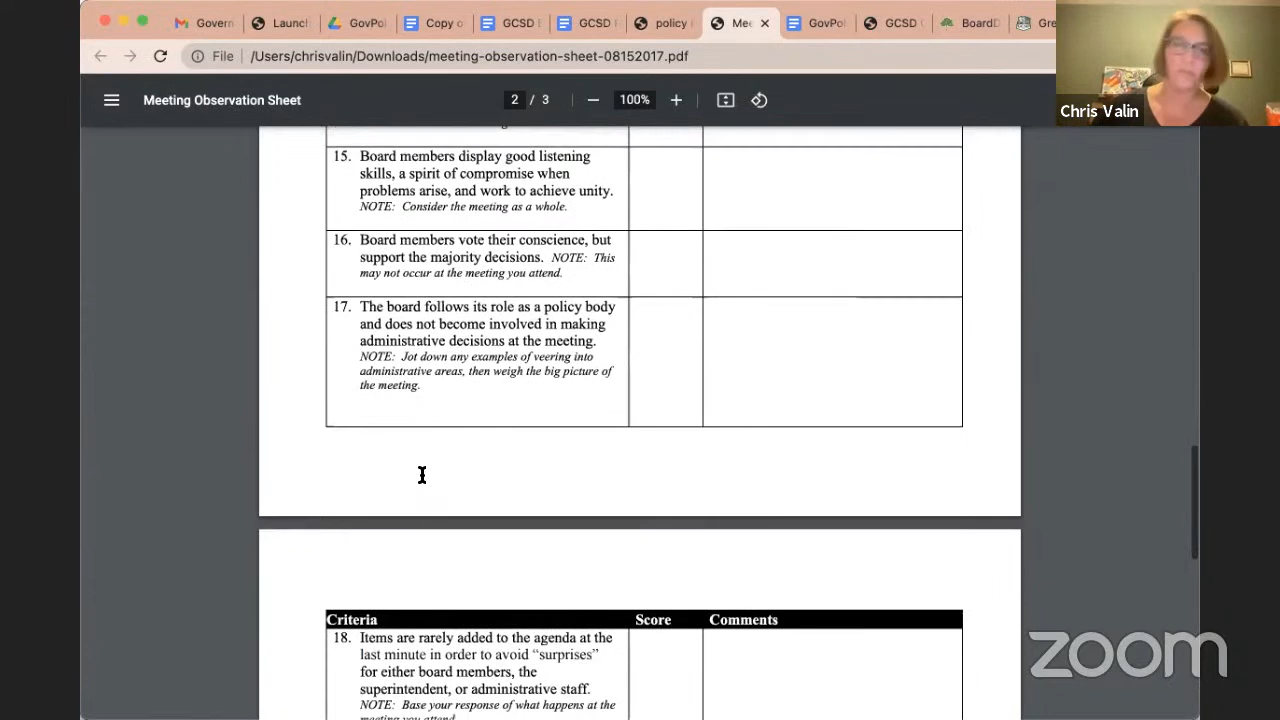 Govern
Launch
GovPol
Copy o
GCSD
GCSD
policy
Mee
GovPol
GCSD
BoardD
Gre
File /Users/chrisvalin/Downloads/meeting-observation-sheet-08152017.pdf
Meeting Observation Sheet
2 / 3
100%
Chris Valin
15. Board members display good listening
skills, a spirit of compromise when
problems arise, and work to achieve unity.
NOTE: Consider the meeting as a whole.
16. Board members vote their conscience, but
support the majority decisions. NOTE: This
may not occur at the meeting you attend.
17. The board follows its role as a policy body
and does not become involved in making
administrative decisions at the meeting.
NOTE: Jot down any examples of veering into
administrative areas, then weigh the big picture of
the meeting.
Criteria Score Comments
18. Items are rarely added to the agenda at the
last minute in order to avoid “surprises”
for either board members, the
superintendent, or administrative staff.
NOTE: Base your response of what happens at the
meeting you attend
zoom